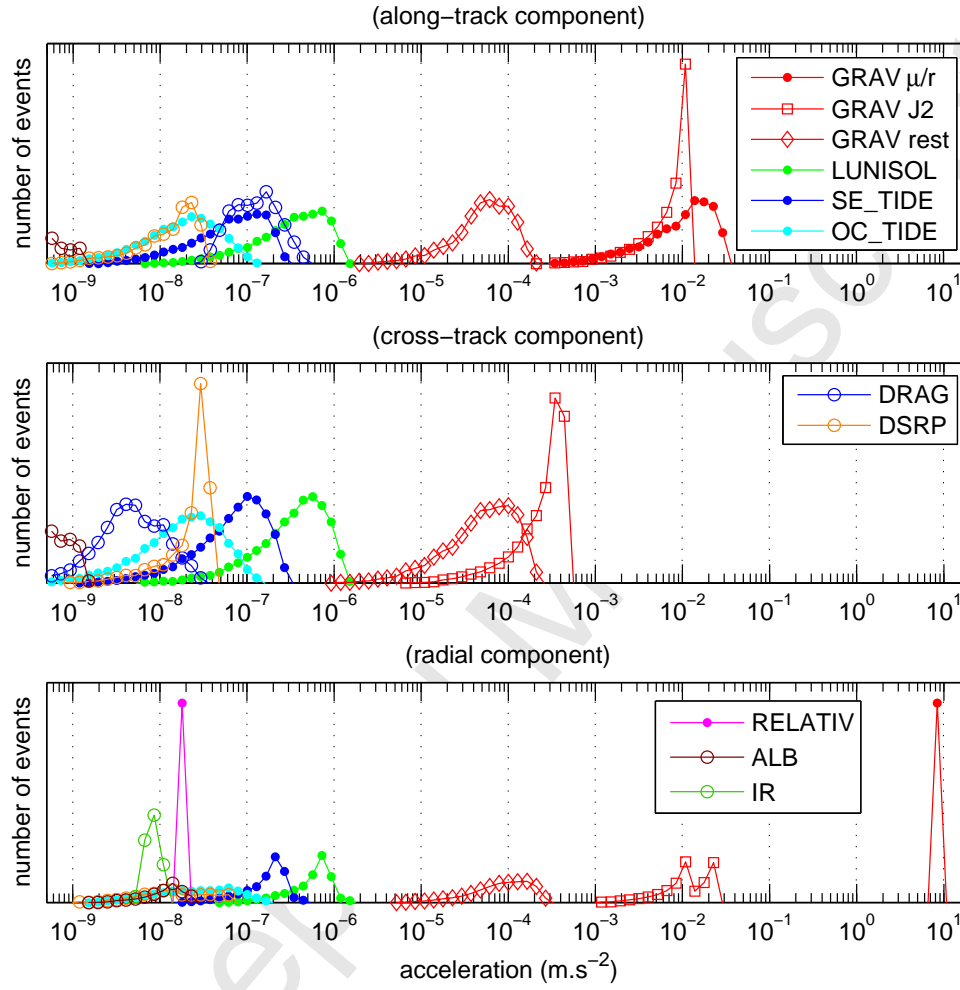 (along−track component)
number of events
GRAV μ/r
GRAV J2
GRAV rest
LUNISOL
SE_TIDE
OC_TIDE
10−9 10−8 10−7 10−6 10−5 10−4 10−3 10−2 10−1 100 101
(cross−track component)
number of events
DRAG
DSRP
10−9 10−8 10−7 10−6 10−5 10−4 10−3 10−2 10−1 100 101
(radial component)
number of events
RELATIV
ALB
IR
10−9 10−8 10−7 10−6 10−5 10−4 10−3 10−2 10−1 100 101
acceleration (m.s−2)